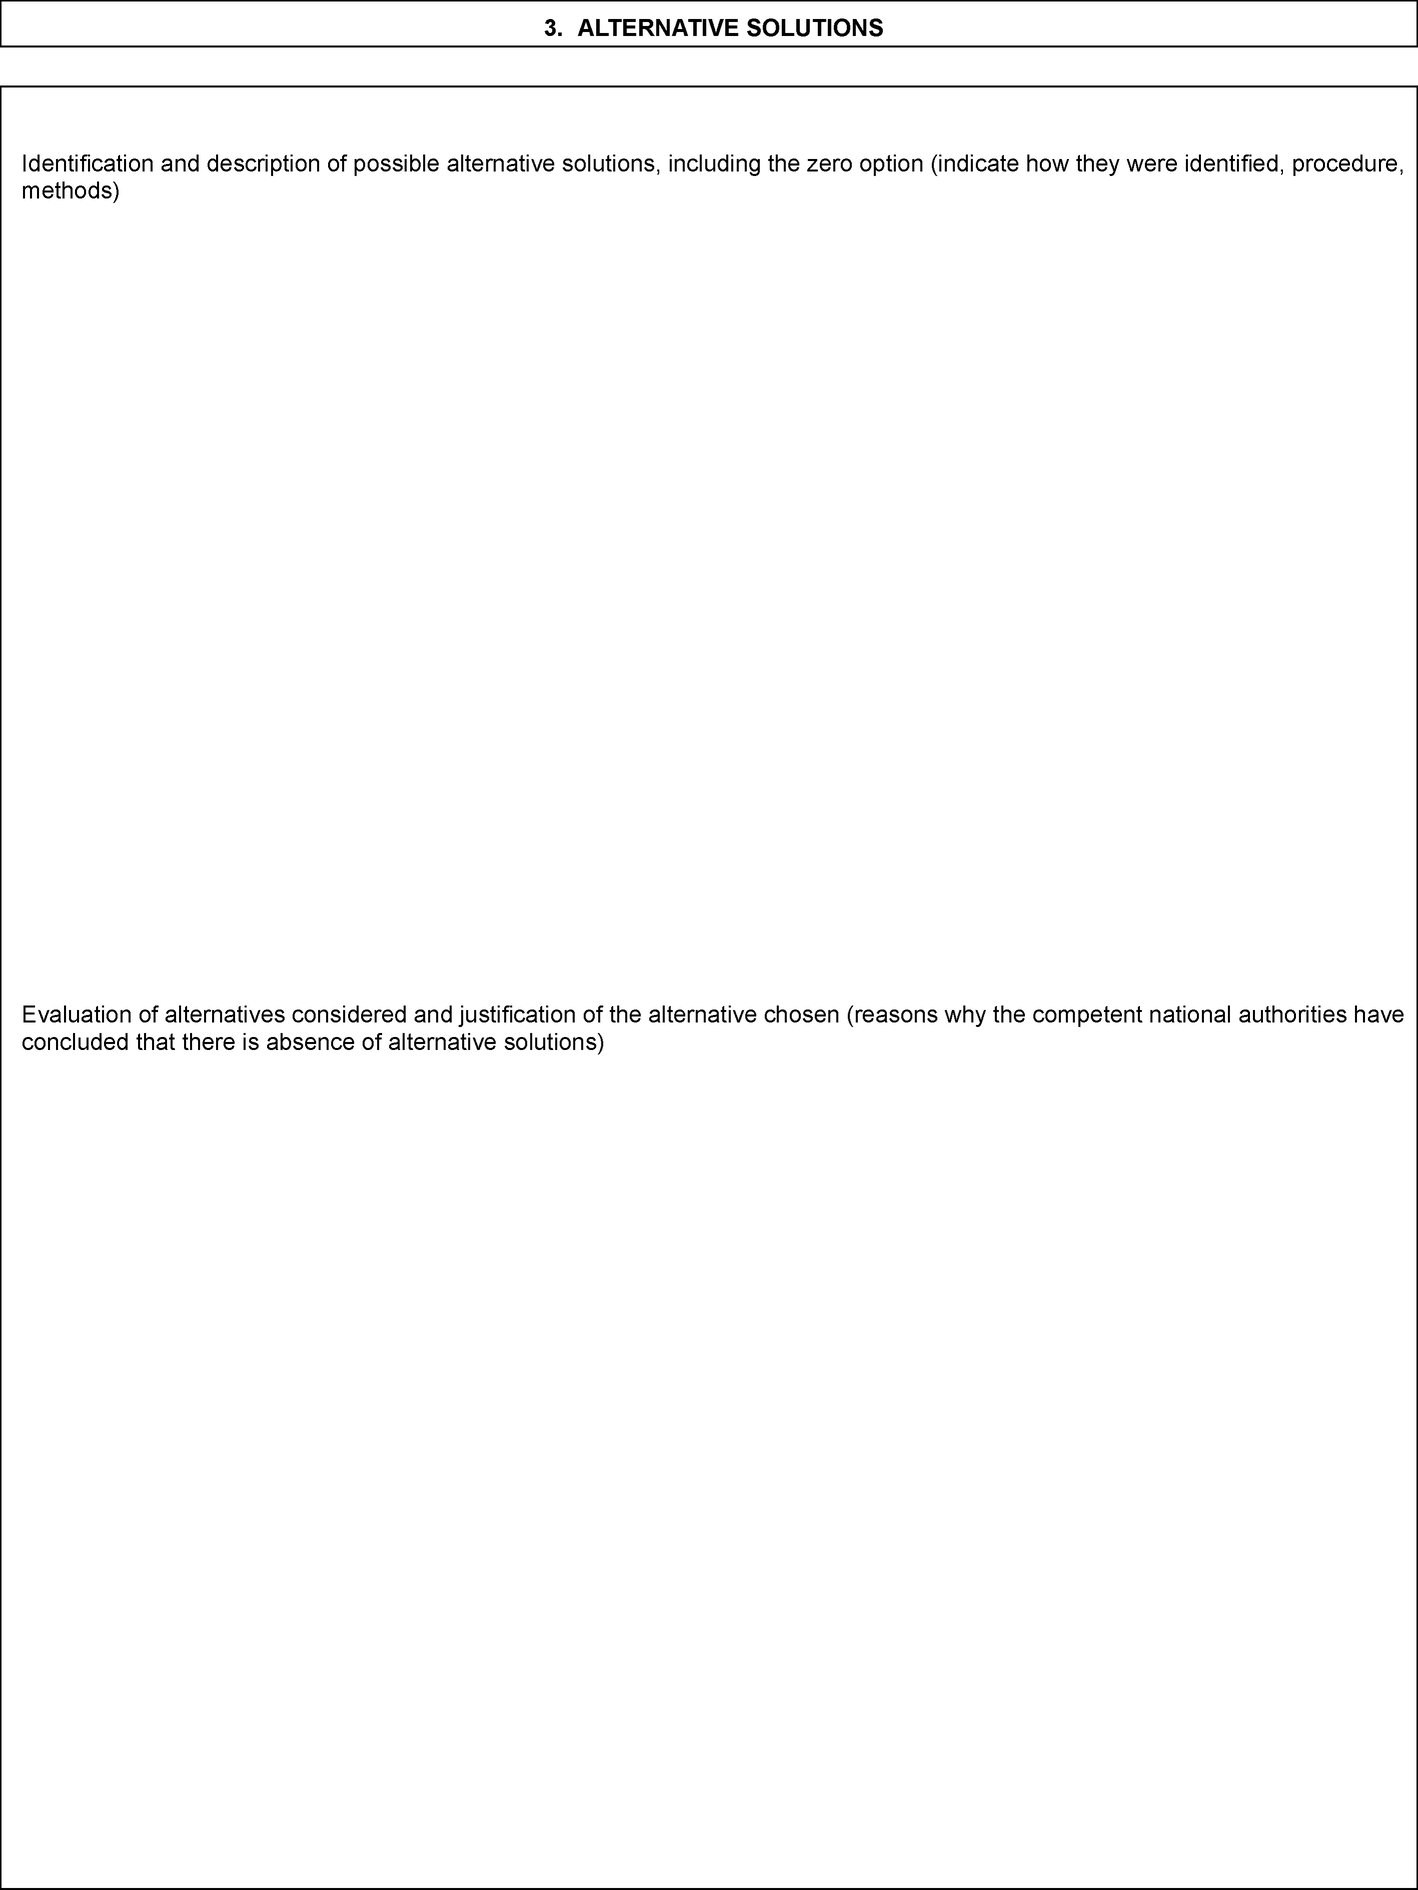 3. ALTERNATIVE SOLUTIONS
Identification and description of possible alternative solutions, including the zero option (indicate how they were identified, procedure,
methods)
Evaluation of alternatives considered and justification of the alternative chosen (reasons why the competent national authorities have
concluded that there is absence of alternative solutions)